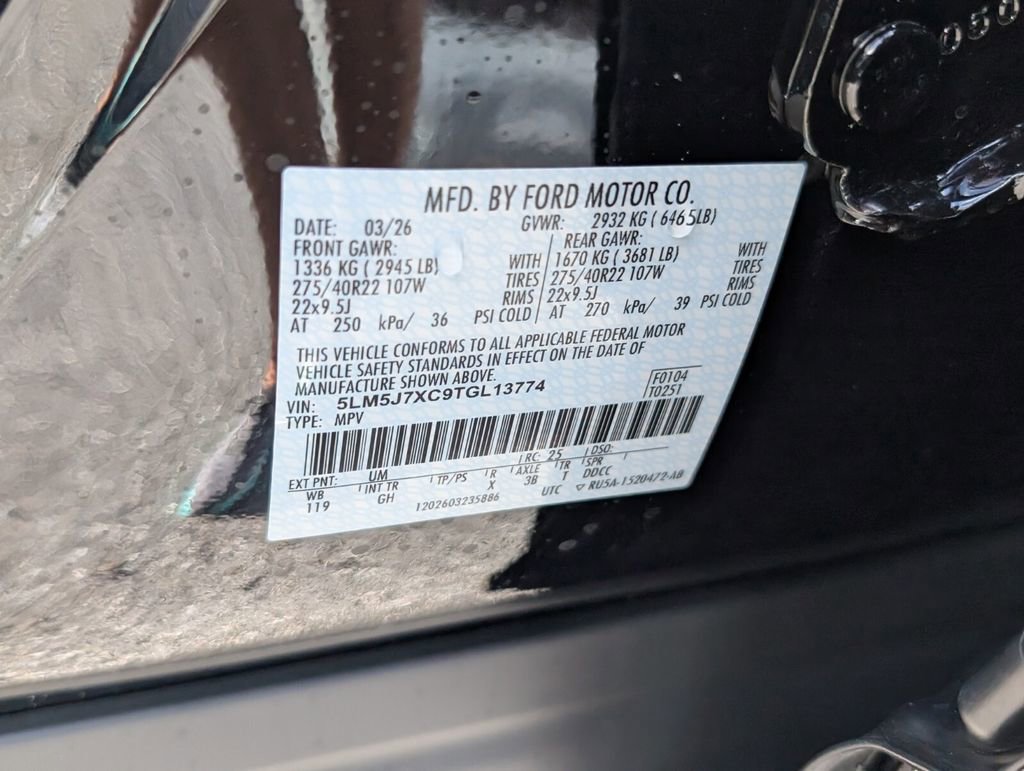 MFD. BY FORD MOTOR CO.
DATE: 03/26 GVWR: 2932 KG ( 6465LB)
FRONT GAWR: REAR GAWR:
1336 KG ( 2945 LB) WITH 1670 KG ( 3681 LB) WITH
275/40R22 107W TIRES 275/40R22 107W TIRES
22x9.5J RIMS 22x9.5J RIMS
AT 250 kPa/ 36 PSI COLD AT 270 kPa/ 39 PSI COLD
THIS VEHICLE CONFORMS TO ALL APPLICABLE FEDERAL MOTOR
VEHICLE SAFETY STANDARDS IN EFFECT ON THE DATE OF
MANUFACTURE SHOWN ABOVE.
VIN: 5LM5J7XC9TGL13774 F0104
TYPE: MPV T0251
EXT PNT: UM RC: 25 DSO:
WB INT TR TP/PS R AXLE TR SPR
119 GH X 3B T DDCC
1202603235886 UTC ▽ RU5A-1520472-AB